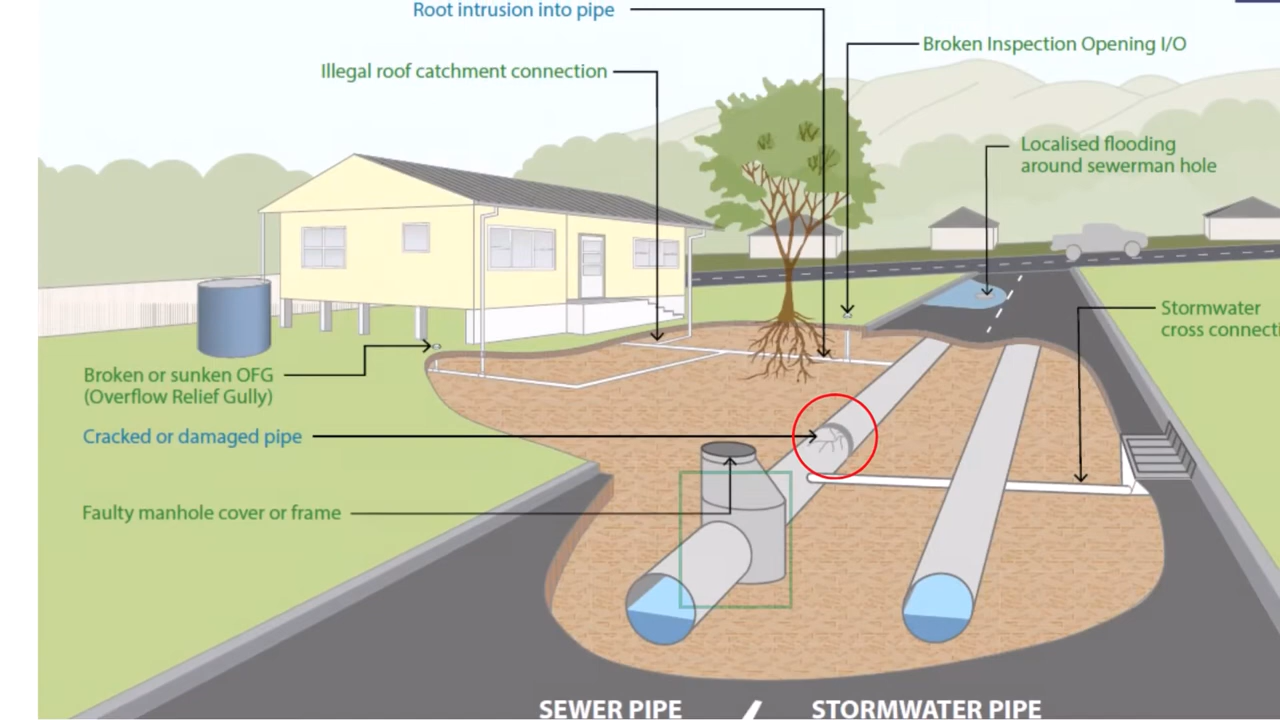 Root intrusion into pipe
Broken Inspection Opening I/O
Illegal roof catchment connection
Localised flooding
around sewerman hole
Stormwater
cross connecti
Broken or sunken OFG
(Overflow Relief Gully)
Cracked or damaged pipe
Faulty manhole cover or frame
SEWER PIPE / STORMWATER PIPE